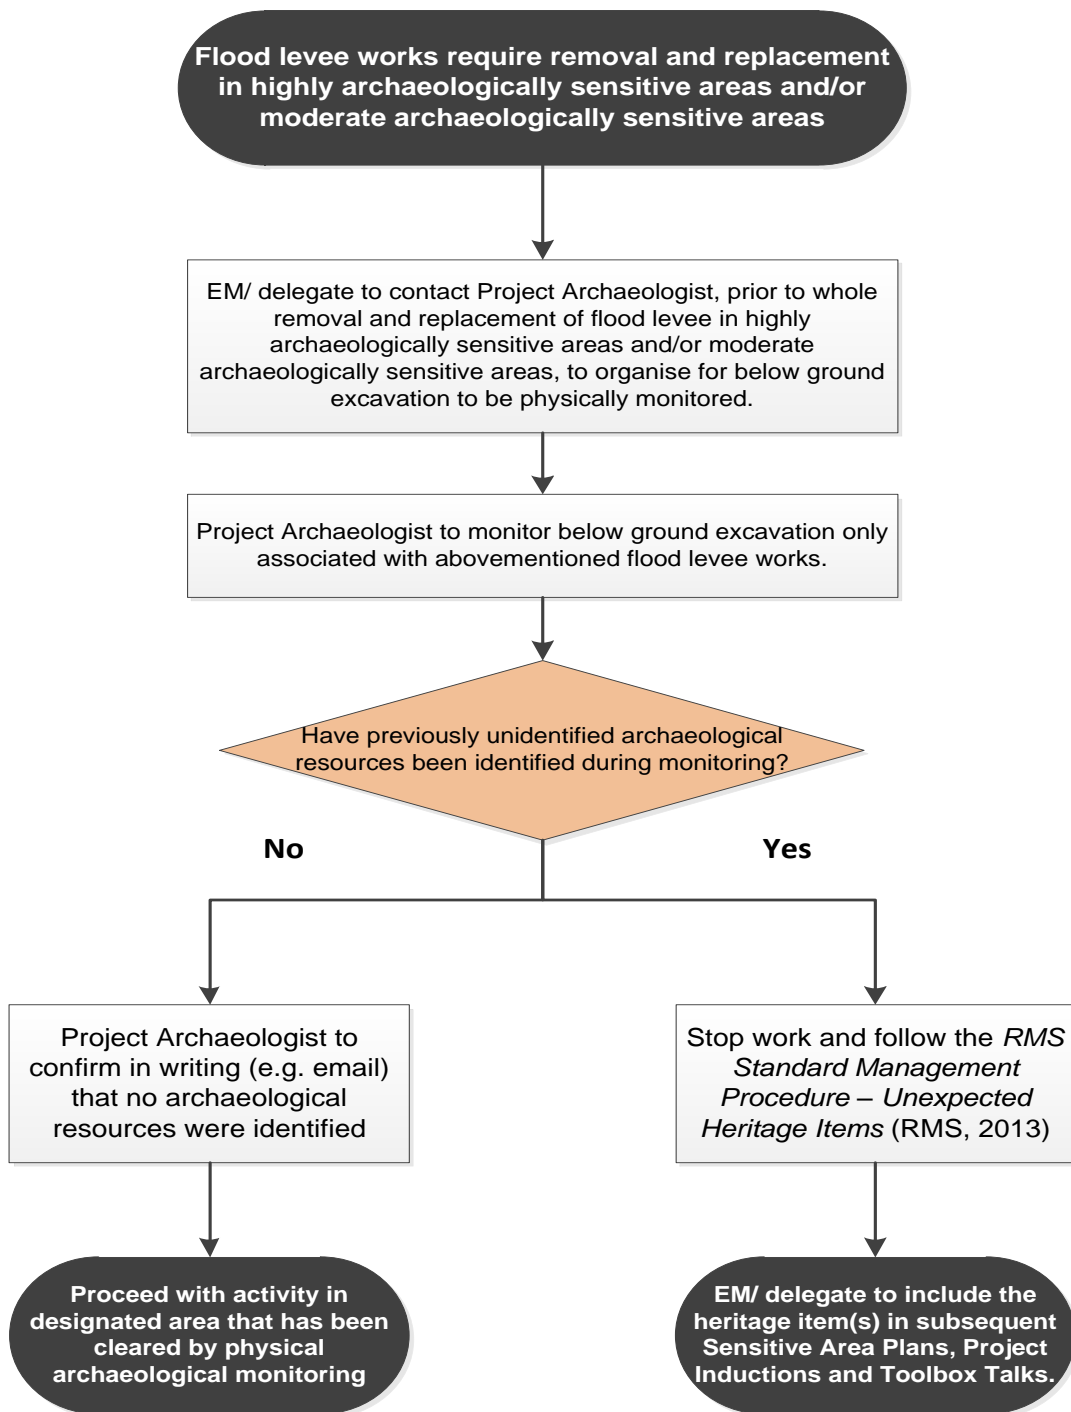 Flood levee works require removal and replacement
in highly archaeologically sensitive areas and/or
moderate archaeologically sensitive areas
EM/ delegate to contact Project Archaeologist, prior to whole
removal and replacement of flood levee in highly
archaeologically sensitive areas and/or moderate
archaeologically sensitive areas, to organise for below ground
excavation to be physically monitored.
Project Archaeologist to monitor below ground excavation only
associated with abovementioned flood levee works.
Have previously unidentified archaeological
resources been identified during monitoring?
No
Yes
Project Archaeologist to
confirm in writing (e.g. email)
that no archaeological
resources were identified
Stop work and follow the RMS
Standard Management
Procedure – Unexpected
Heritage Items (RMS, 2013)
Proceed with activity in
designated area that has been
cleared by physical
archaeological monitoring
EM/ delegate to include the
heritage item(s) in subsequent
Sensitive Area Plans, Project
Inductions and Toolbox Talks.